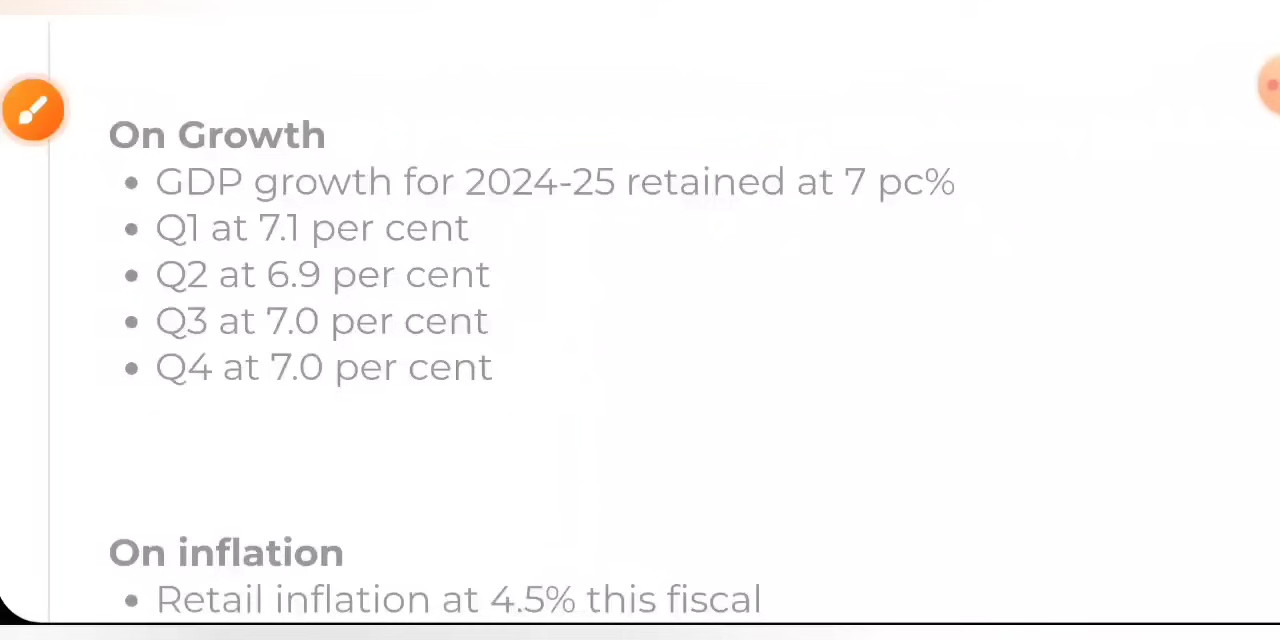 On Growth
• GDP growth for 2024-25 retained at 7 pc%
• Q1 at 7.1 per cent
• Q2 at 6.9 per cent
• Q3 at 7.0 per cent
• Q4 at 7.0 per cent
On inflation
• Retail inflation at 4.5% this fiscal